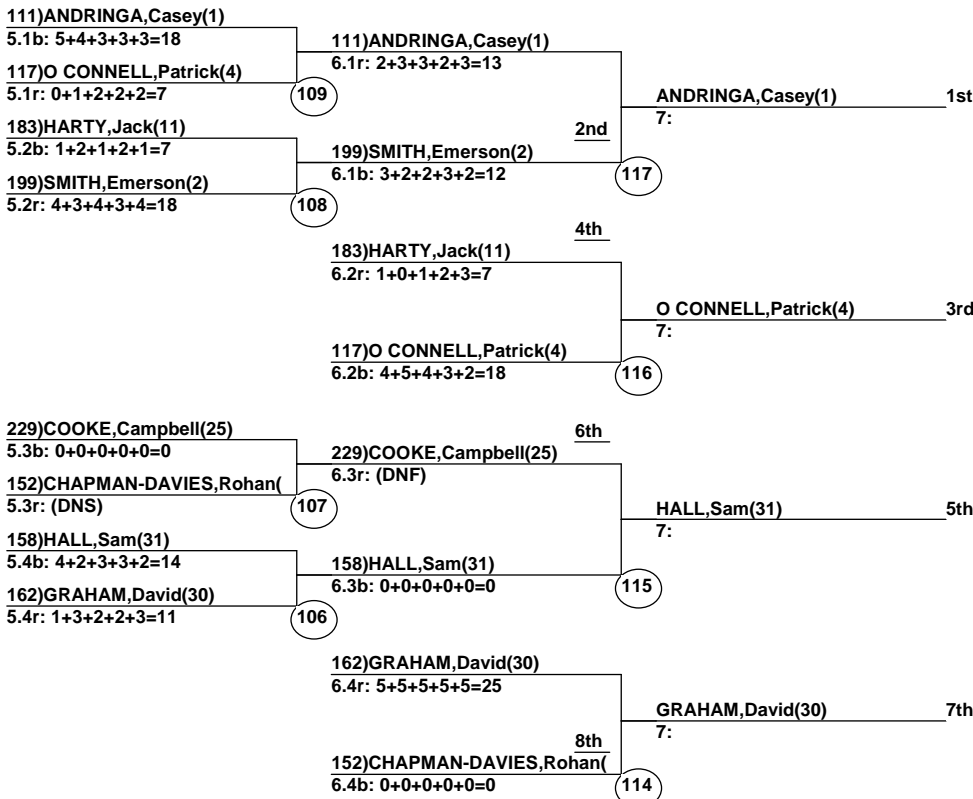 111)ANDRINGA,Casey(1)
5.1b: 5+4+3+3+3=18
117)O CONNELL,Patrick(4)
5.1r: 0+1+2+2+2=7
109
183)HARTY,Jack(11)
5.2b: 1+2+1+2+1=7
199)SMITH,Emerson(2)
5.2r: 4+3+4+3+4=18
108
111)ANDRINGA,Casey(1)
6.1r: 2+3+3+2+3=13
2nd
199)SMITH,Emerson(2)
6.1b: 3+2+2+3+2=12
117
ANDRINGA,Casey(1) 1st
7:
4th
183)HARTY,Jack(11)
6.2r: 1+0+1+2+3=7
117)O CONNELL,Patrick(4)
6.2b: 4+5+4+3+2=18
116
O CONNELL,Patrick(4) 3rd
7:
229)COOKE,Campbell(25)
5.3b: 0+0+0+0+0=0
152)CHAPMAN-DAVIES,Rohan(
5.3r: (DNS)
107
158)HALL,Sam(31)
5.4b: 4+2+3+3+2=14
162)GRAHAM,David(30)
5.4r: 1+3+2+2+3=11
106
6th
229)COOKE,Campbell(25)
6.3r: (DNF)
158)HALL,Sam(31)
6.3b: 0+0+0+0+0=0
115
HALL,Sam(31) 5th
7:
162)GRAHAM,David(30)
6.4r: 5+5+5+5+5=25
8th
152)CHAPMAN-DAVIES,Rohan(
6.4b: 0+0+0+0+0=0
114
GRAHAM,David(30) 7th
7: